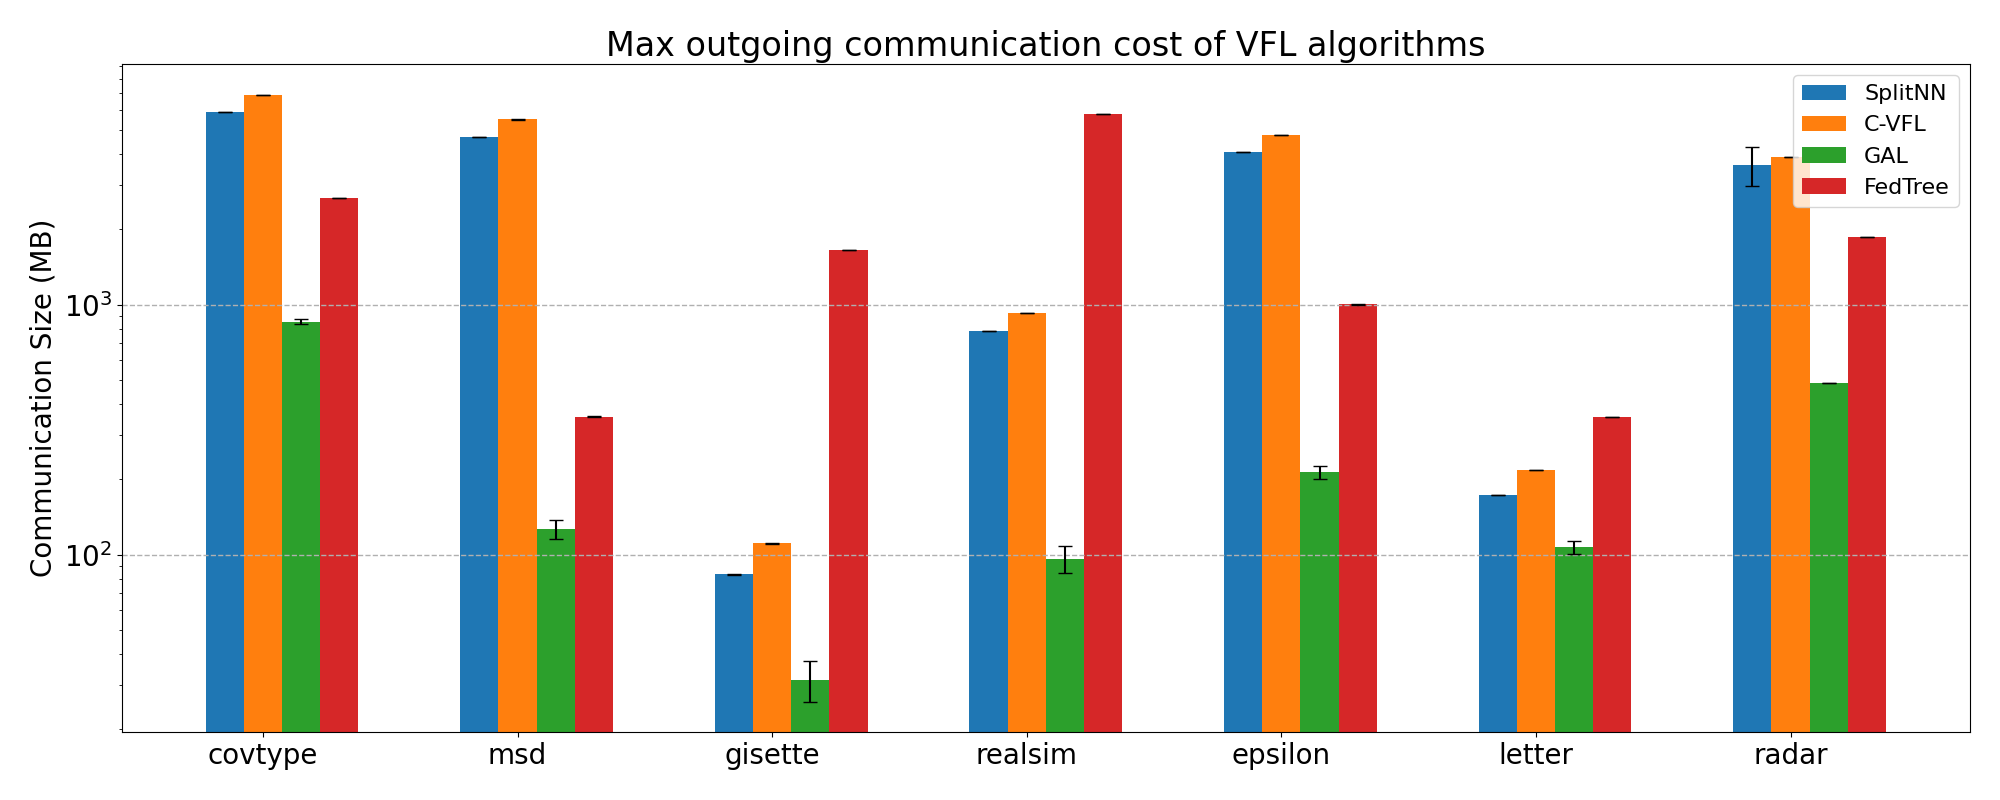 Max outgoing communication cost of VFL algorithms
Communication Size (MB)
10³
10²
SplitNN
C-VFL
GAL
FedTree
covtype
msd
gisette
realsim
epsilon
letter
radar